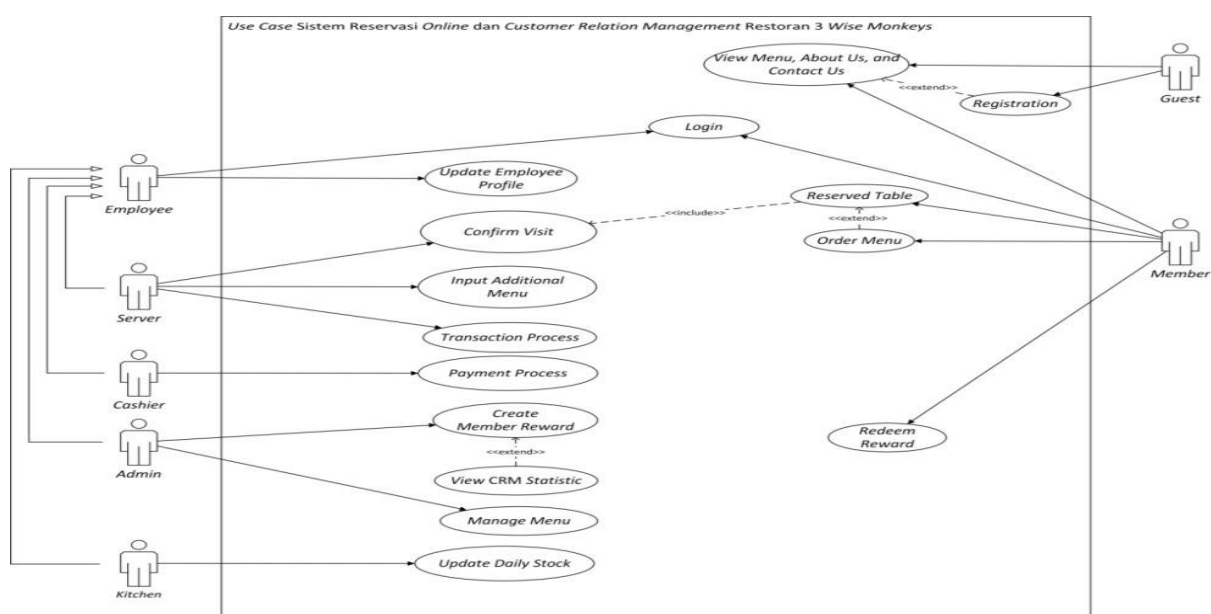 Use Case Sistem Reservasi Online dan Customer Relation Management Restoran 3 Wise Monkeys
View Menu, About Us, and
Contact Us
<<extend>>
Registration
Guest
Login
Employee
Update Employee
Profile
Reserved Table
<<include>>
<<extend>>
Confirm Visit
Order Menu
Member
Input Additional
Menu
Server
Transaction Process
Payment Process
Cashier
Create
Member Reward
Redeem
Reward
<<extend>>
Admin
View CRM Statistic
Manage Menu
Update Daily Stock
Kitchen